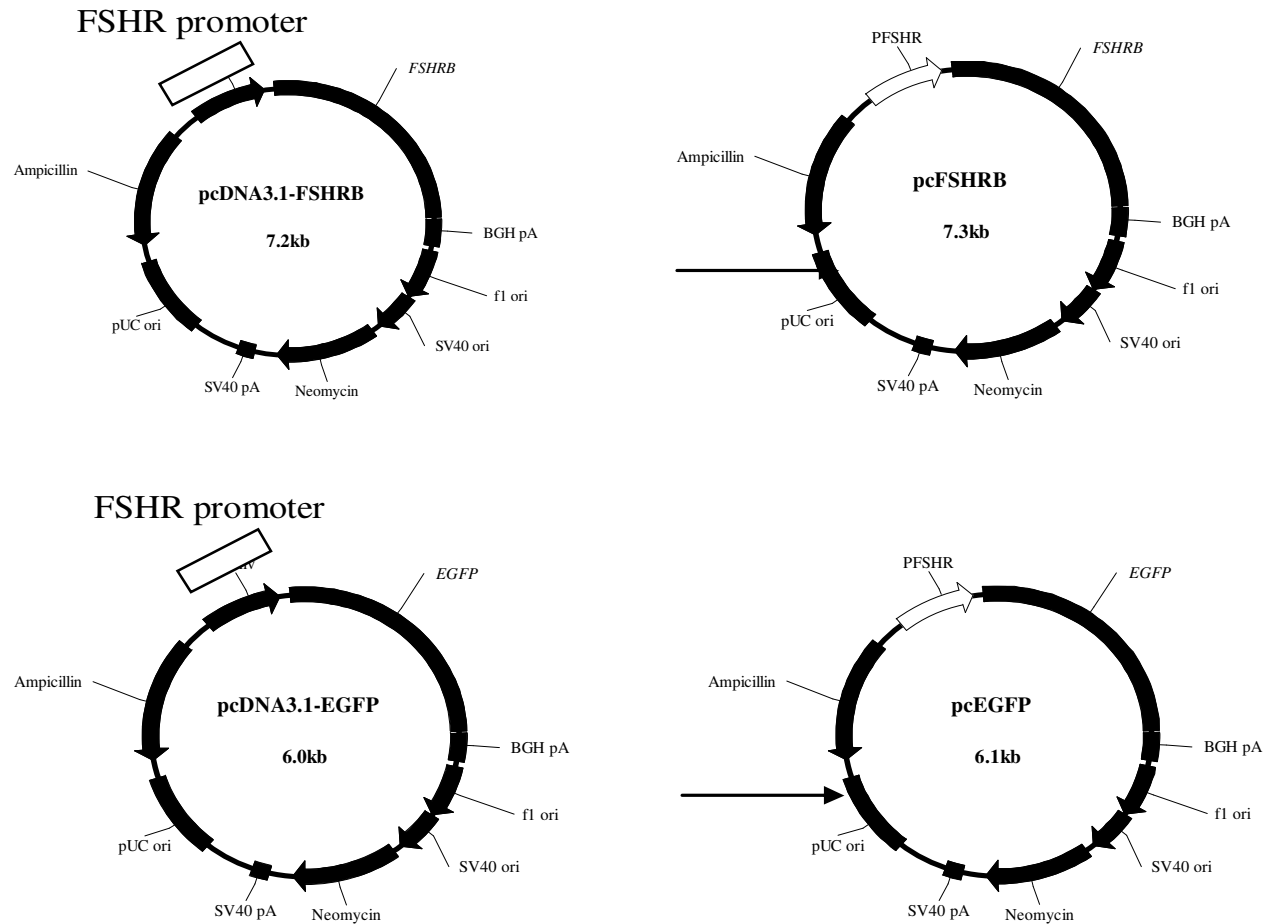 FSHR promoter
FSHRB
Ampicillin
pcDNA3.1-FSHRB
7.2kb
BGH pA
f1 ori
pUC ori
SV40 ori
SV40 pA
Neomycin
PFSHR
FSHRB
Ampicillin
pcFSHRB
7.3kb
BGH pA
f1 ori
pUC ori
SV40 ori
SV40 pA
Neomycin
FSHR promoter
EGFP
Ampicillin
pcDNA3.1-EGFP
6.0kb
BGH pA
f1 ori
pUC ori
SV40 ori
SV40 pA
Neomycin
PFSHR
EGFP
Ampicillin
pcEGFP
6.1kb
BGH pA
f1 ori
pUC ori
SV40 ori
SV40 pA
Neomycin